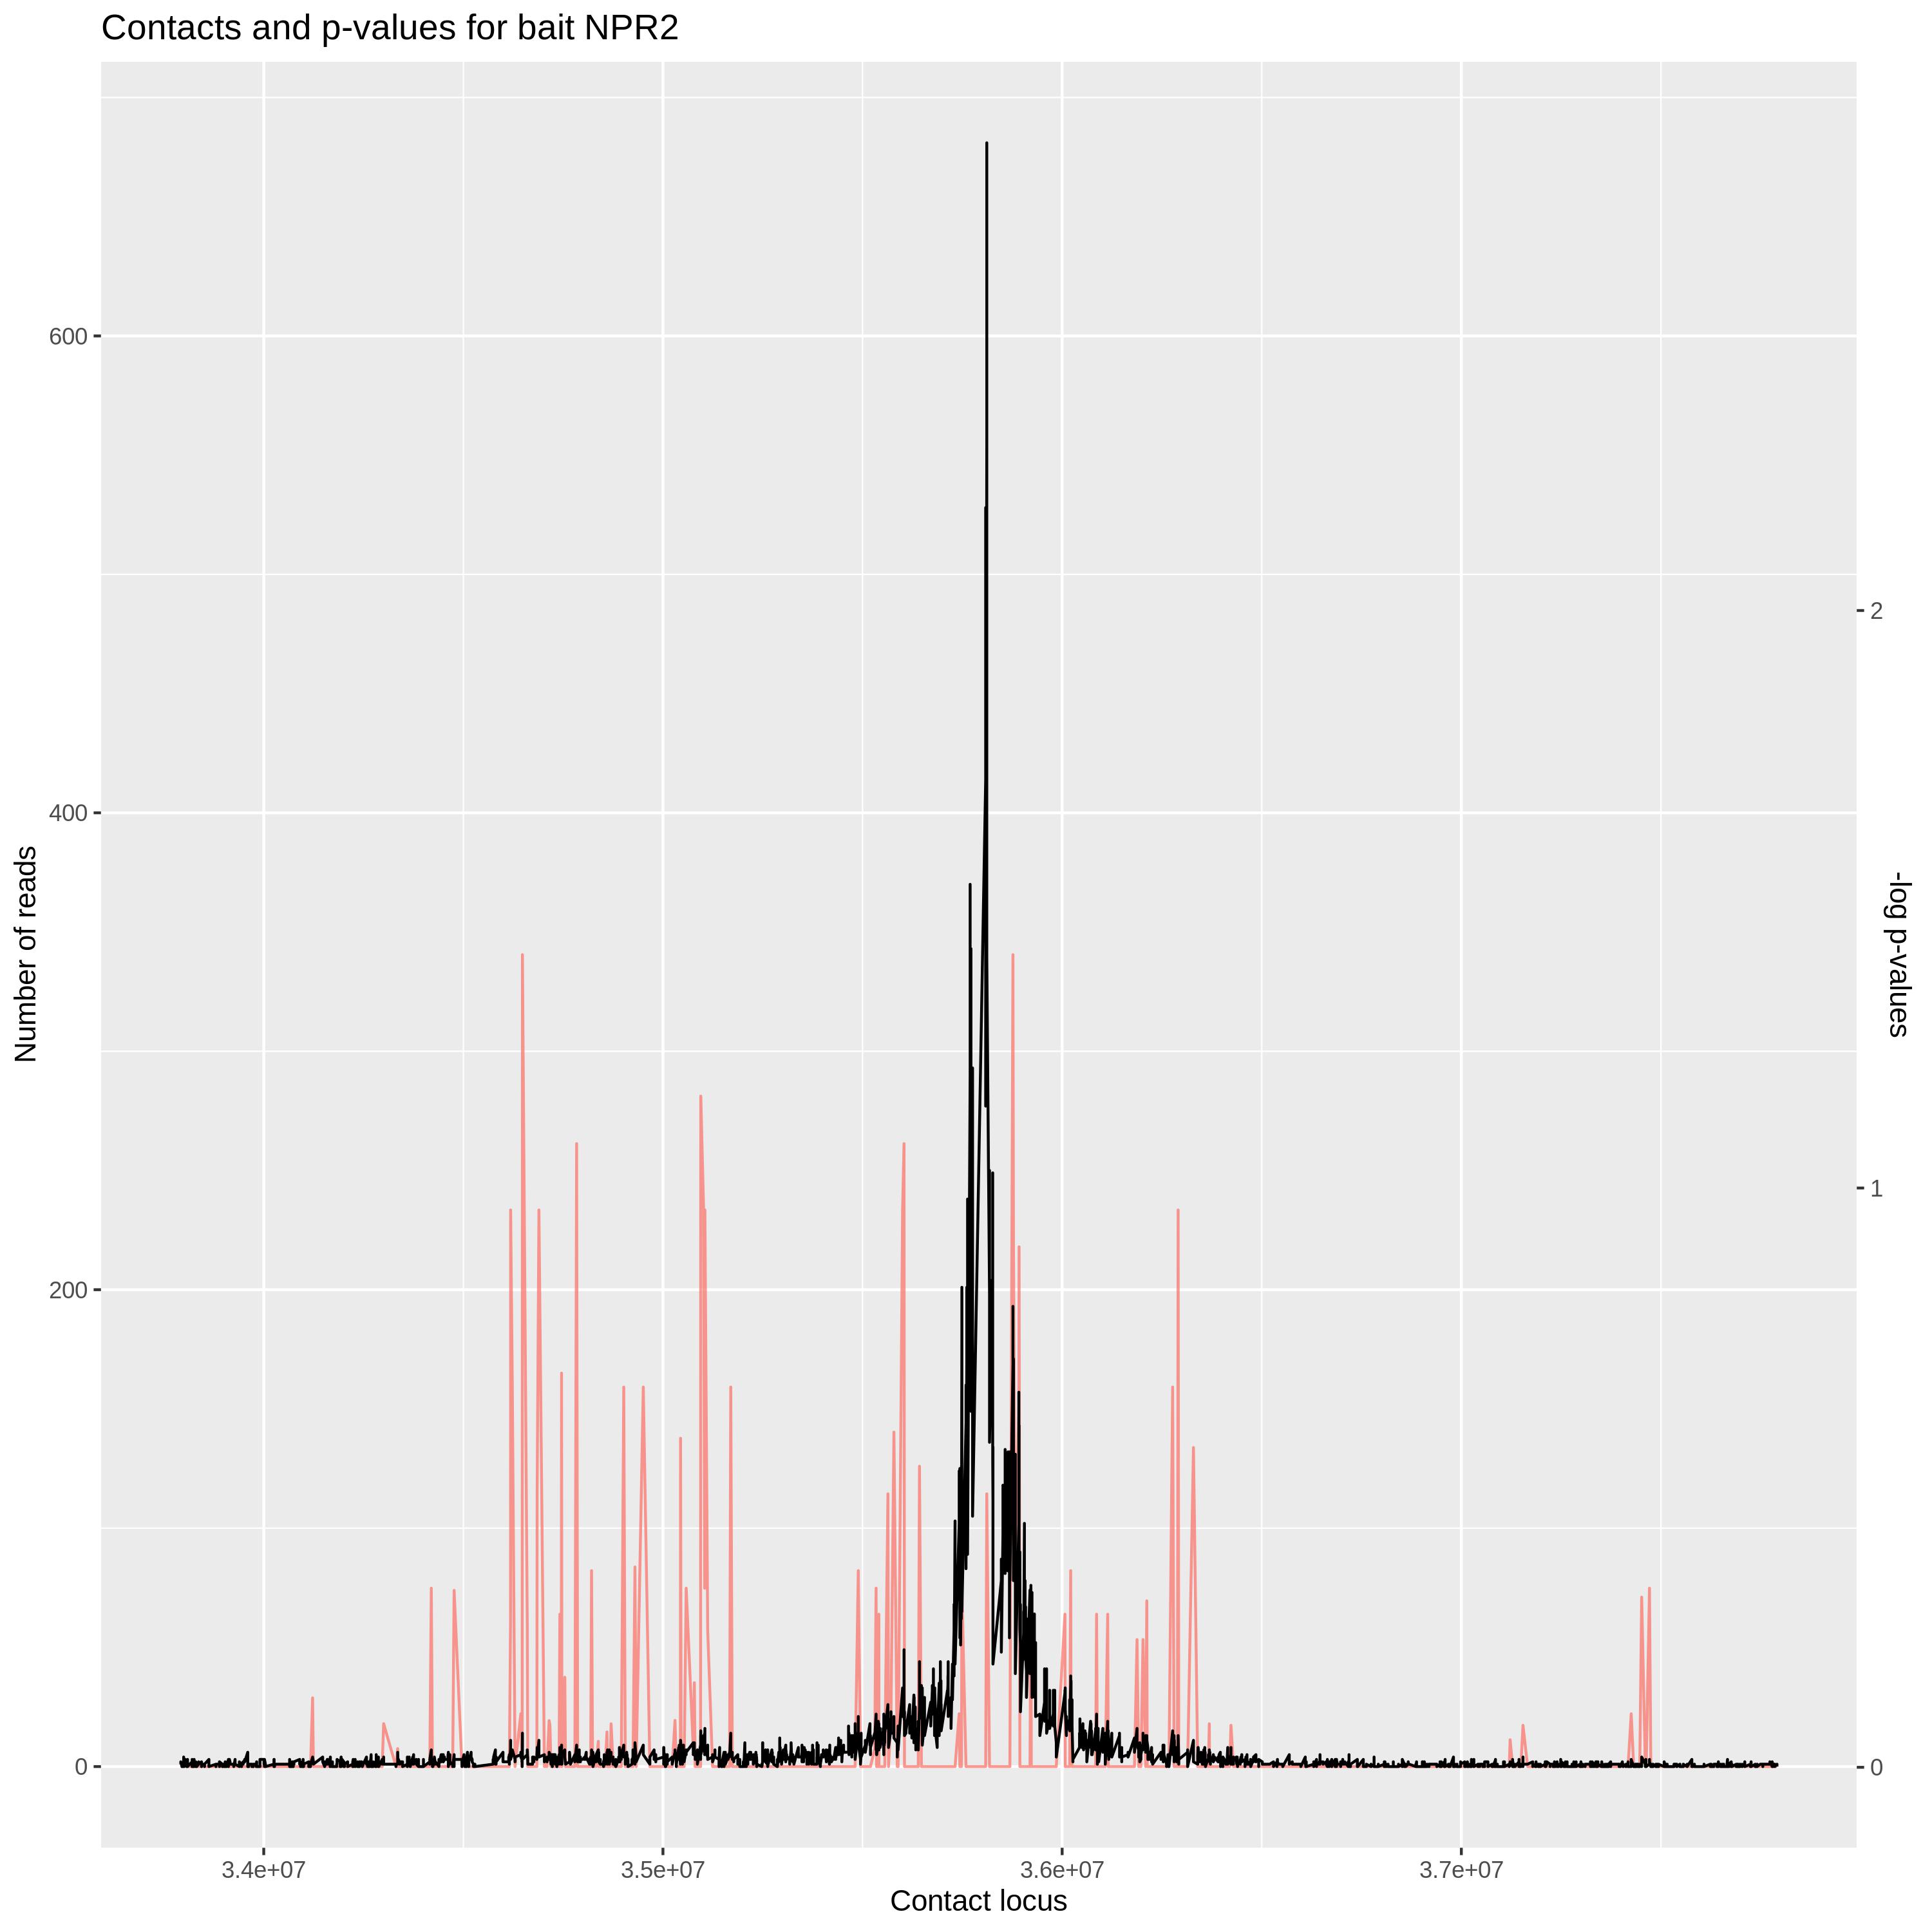 Contacts and p-values for bait NPR2
Number of reads
600
400
200
0
2
1
0
-log p-values
3.4e+07
3.5e+07
3.6e+07
3.7e+07
Contact locus